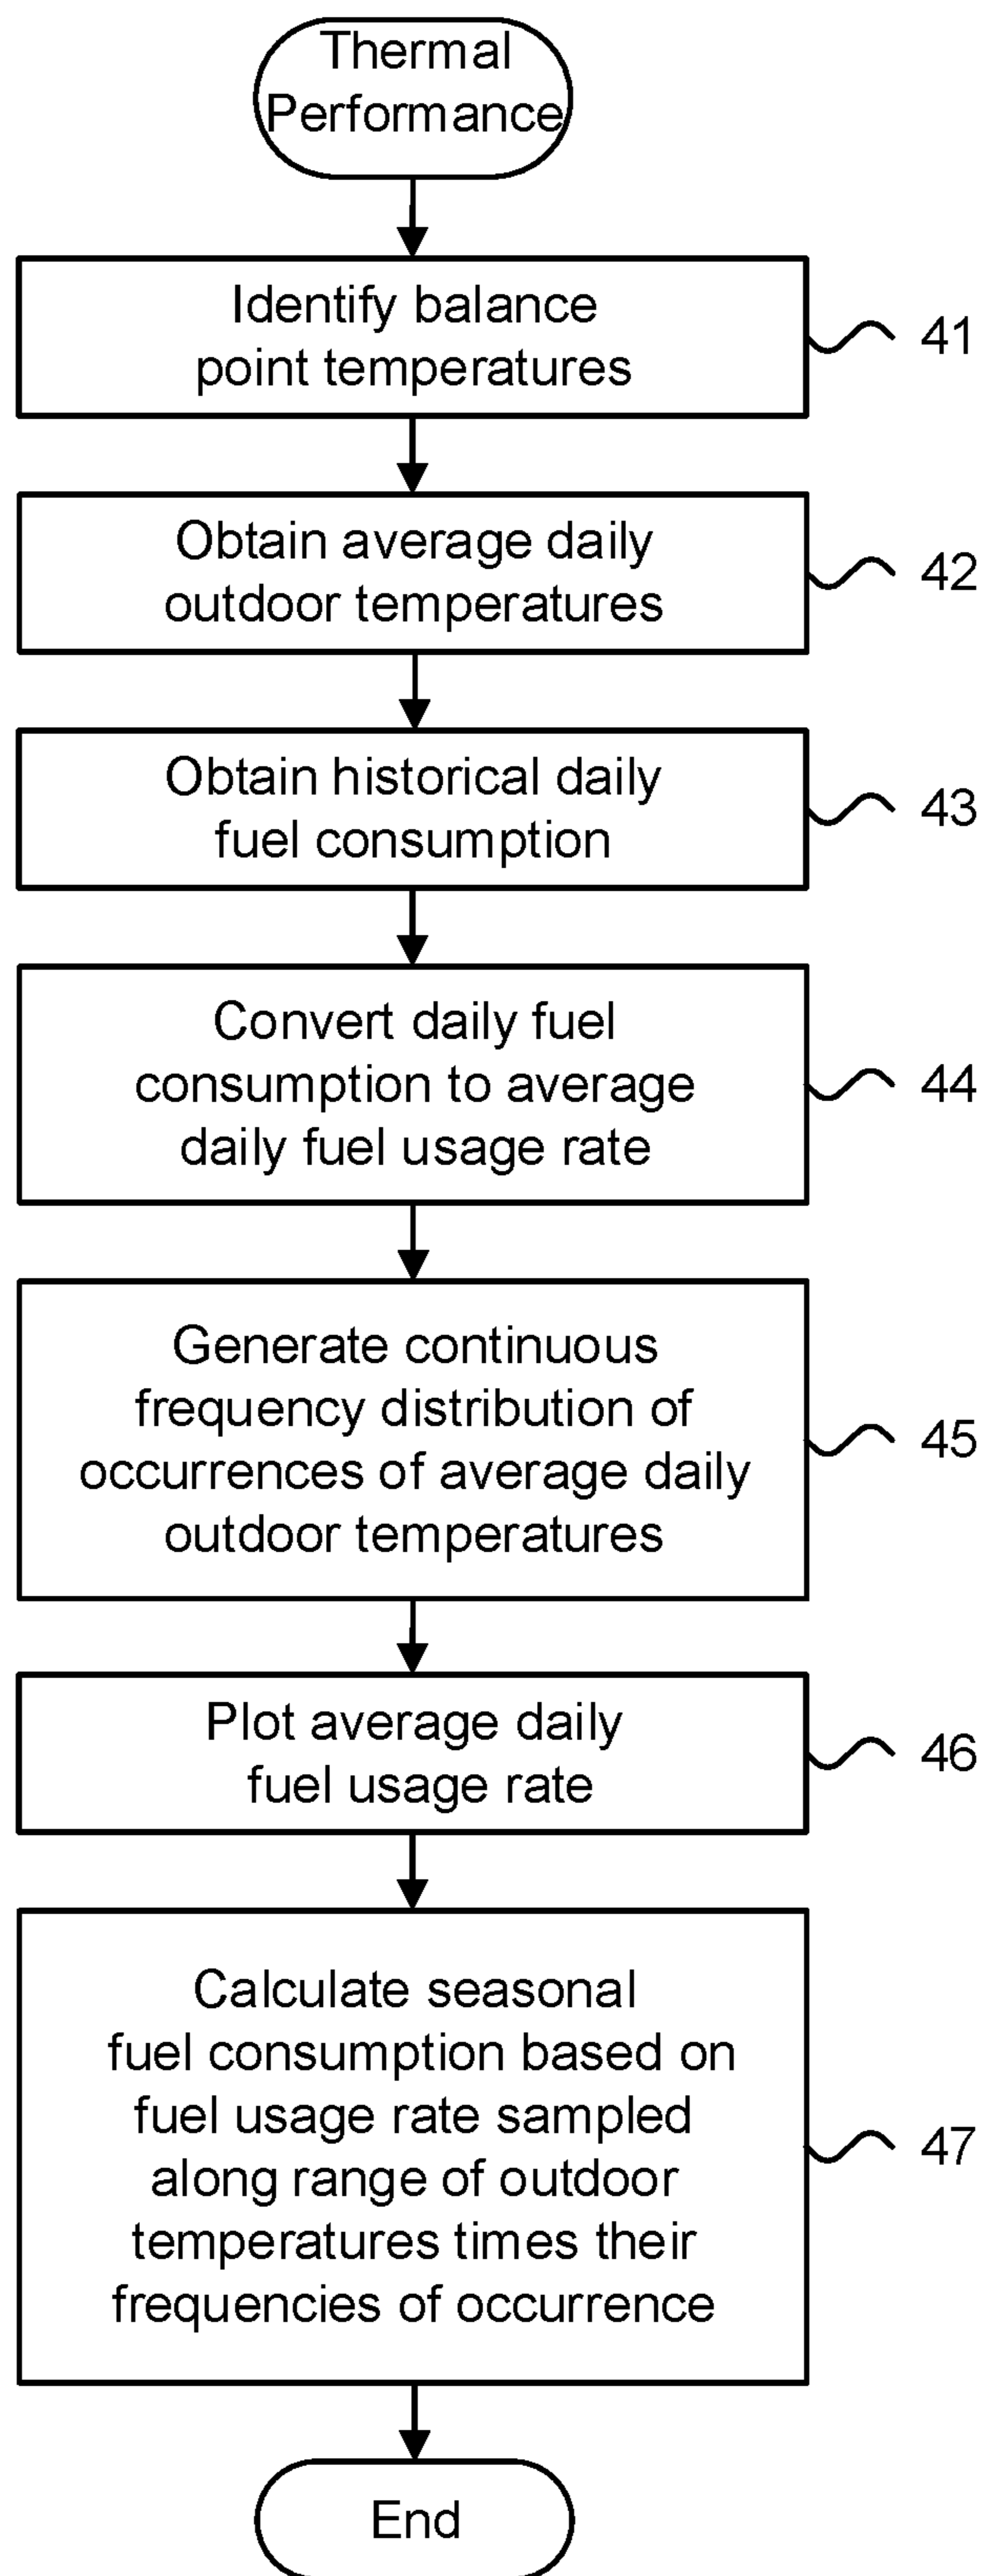 Thermal
Performance
Identify balance
point temperatures
41
Obtain average daily
outdoor temperatures
42
Obtain historical daily
fuel consumption
43
Convert daily fuel
consumption to average
daily fuel usage rate
44
Generate continuous
frequency distribution of
occurrences of average daily
outdoor temperatures
45
Plot average daily
fuel usage rate
46
Calculate seasonal
fuel consumption based on
fuel usage rate sampled
along range of outdoor
temperatures times their
frequencies of occurrence
47
End